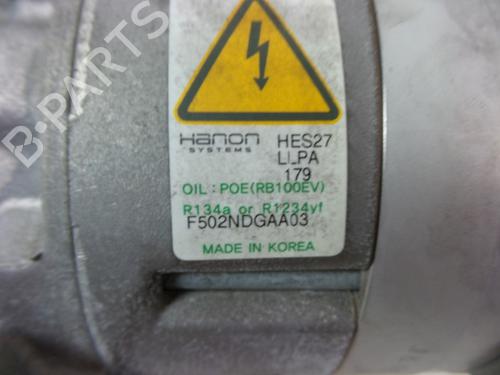 B-PARTS
Hanon
SYSTEMS
HES27
LLPA
179
OIL : POE(RB100EV)
R134a or R1234yf
F502NDGAA03
MADE IN KOREA